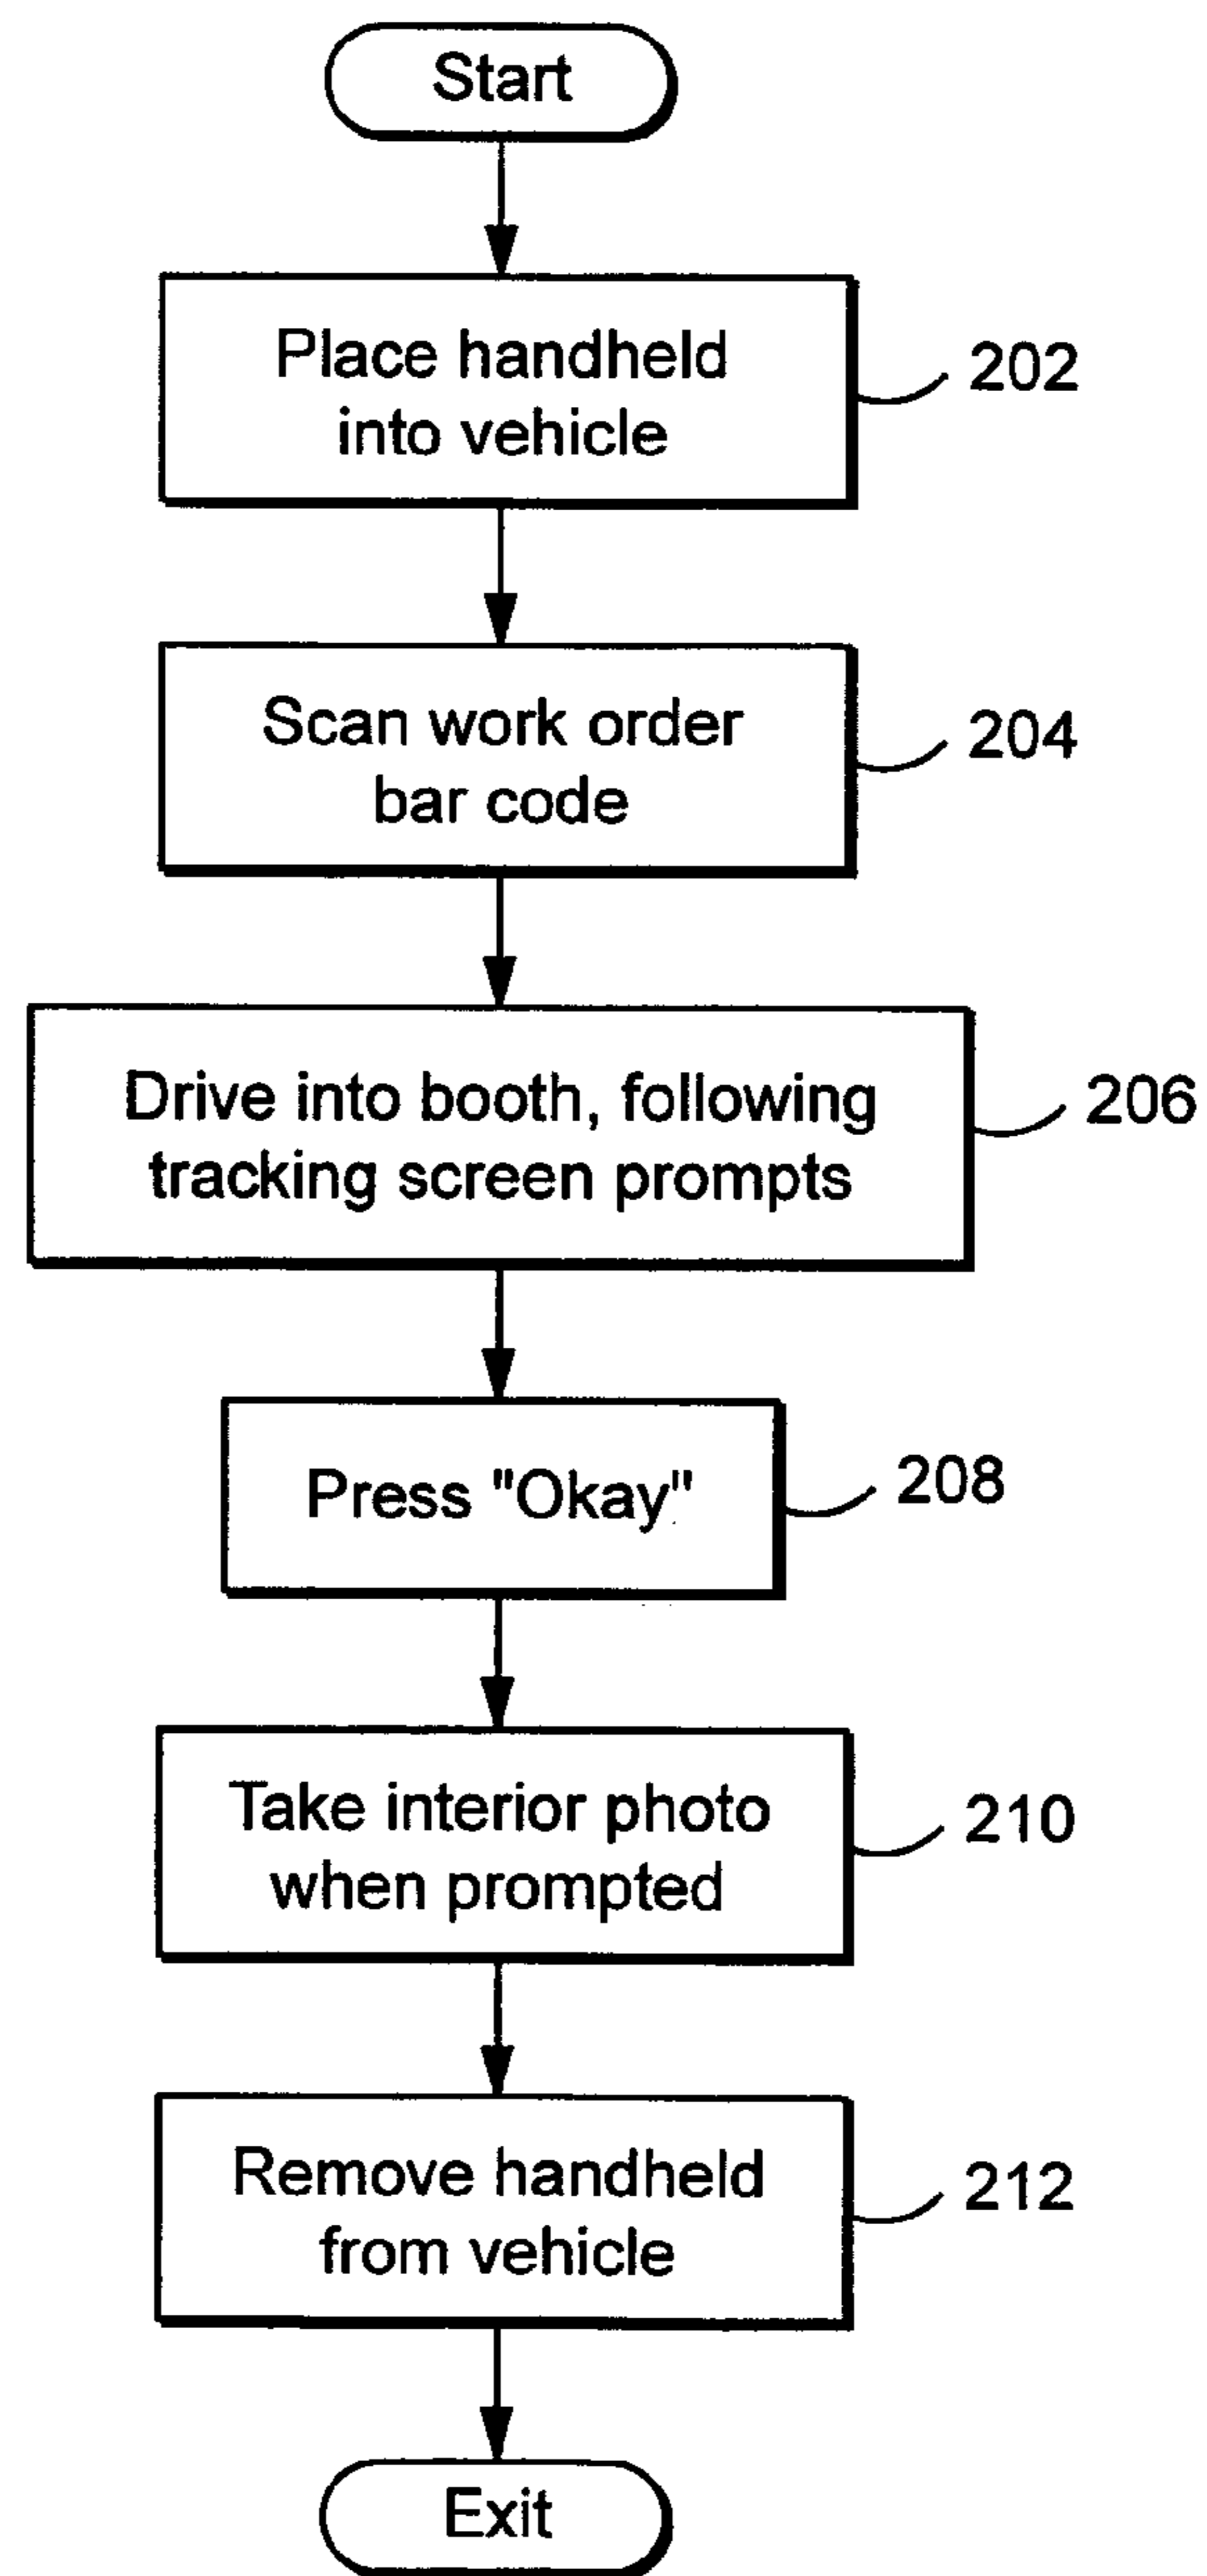 Start
Place handheld
into vehicle
202
Scan work order
bar code
204
Drive into booth, following
tracking screen prompts
206
Press "Okay"
208
Take interior photo
when prompted
210
Remove handheld
from vehicle
212
Exit